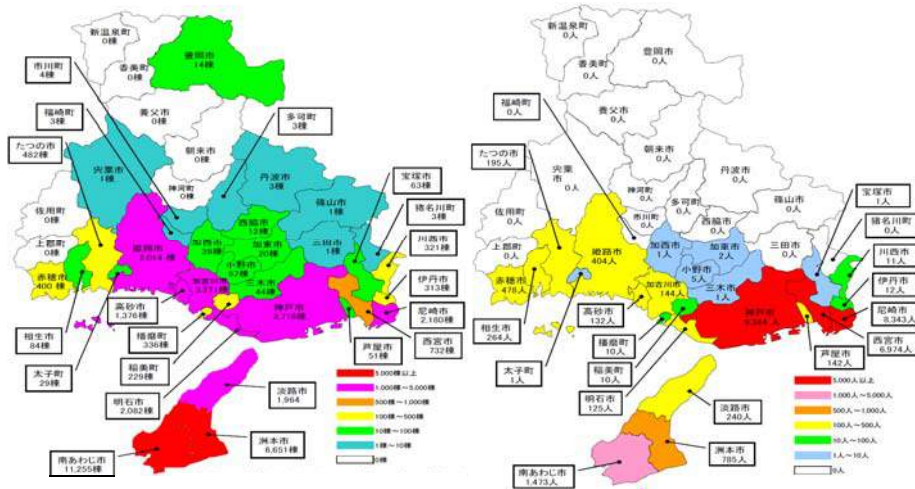 新温泉町
0棟
香美町
0棟
豊岡市
14棟
市川町
4棟
養父市
0棟
福崎町
3棟
多可町
3棟
朝来市
0棟
たつの市
482棟
宍粟市
1棟
神河町
0棟
丹波市
3棟
宝塚市
63棟
佐用町
0棟
篠山市
1棟
猪名川町
3棟
西脇市
12棟
上郡町
0棟
姫路市
加西市
加東市
20棟
三田市
1棟
川西市
321棟
小野市
赤穂市
400 棟
加古川市
三木市
44棟
伊丹市
313棟
高砂市
1,376棟
神戸市
尼崎市
2,180棟
相生市
84棟
播磨町
336棟
芦屋市
51棟
西宮市
732棟
太子町
29棟
稲美町
229棟
明石市
2,082棟
淡路市
1,964
洲本市
6,651棟
南あわじ市
11,255棟
5,000棟以上
1,000棟~5,000棟
500棟~1,000棟
100棟~500棟
10棟~100棟
1棟~10棟
0棟
新温泉町
0人
香美町
0人
豊岡市
0人
福崎町
0人
養父市
0人
朝来市
0人
たつの市
195人
宍粟市
0人
神河町
0人
丹波市
0人
多可町
0人
宝塚市
1人
佐用町
0人
市川町
0人
西脇市
0人
篠山市
0人
猪名川町
0人
上郡町
0人
姫路市
404人
加西市
1人
加東市
2人
三田市
0人
川西市
11人
赤穂市
478人
小野市
5人
三木市
1人
伊丹市
12人
加古川市
144人
高砂市
132人
神戸市
尼崎市
8,343人
相生市
264人
播磨町
10人
西宮市
6,974人
太子町
1人
稲美町
10人
芦屋市
142人
明石市
125人
淡路市
240人
洲本市
785人
南あわじ市
1,473人
5,000人以上
1,000人~5,000人
500人~1,000人
100人~500人
10人~100人
1人~10人
0人